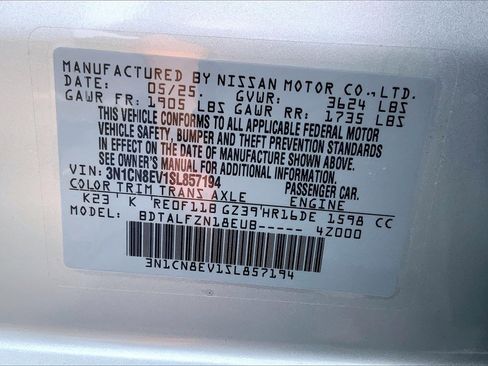 MANUFACTURED BY NISSAN MOTOR CO.,LTD.
DATE: 05/25. GVWR: 3624 LBS
GAWR FR: 1905 LBS GAWR RR: 1735 LBS
THIS VEHICLE CONFORMS TO ALL APPLICABLE FEDERAL MOTOR
VEHICLE SAFETY, BUMPER AND THEFT PREVENTION STANDARDS
IN EFFECT ON THE DATE OF MANUFACTURE SHOWN ABOVE.
SEE OWNER'S MANUAL FOR ADDITIONAL INFORMATION.
VIN: 3N1CN8EV1SL857194 PASSENGER CAR.
COLOR TRIM TRANS AXLE ENGINE
K23' K RE0F11B GZ39'HR16DE 1598 CC
MODEL: BDTALFZN18EUB----- 4Z000
3N1CN8EV1SL857194